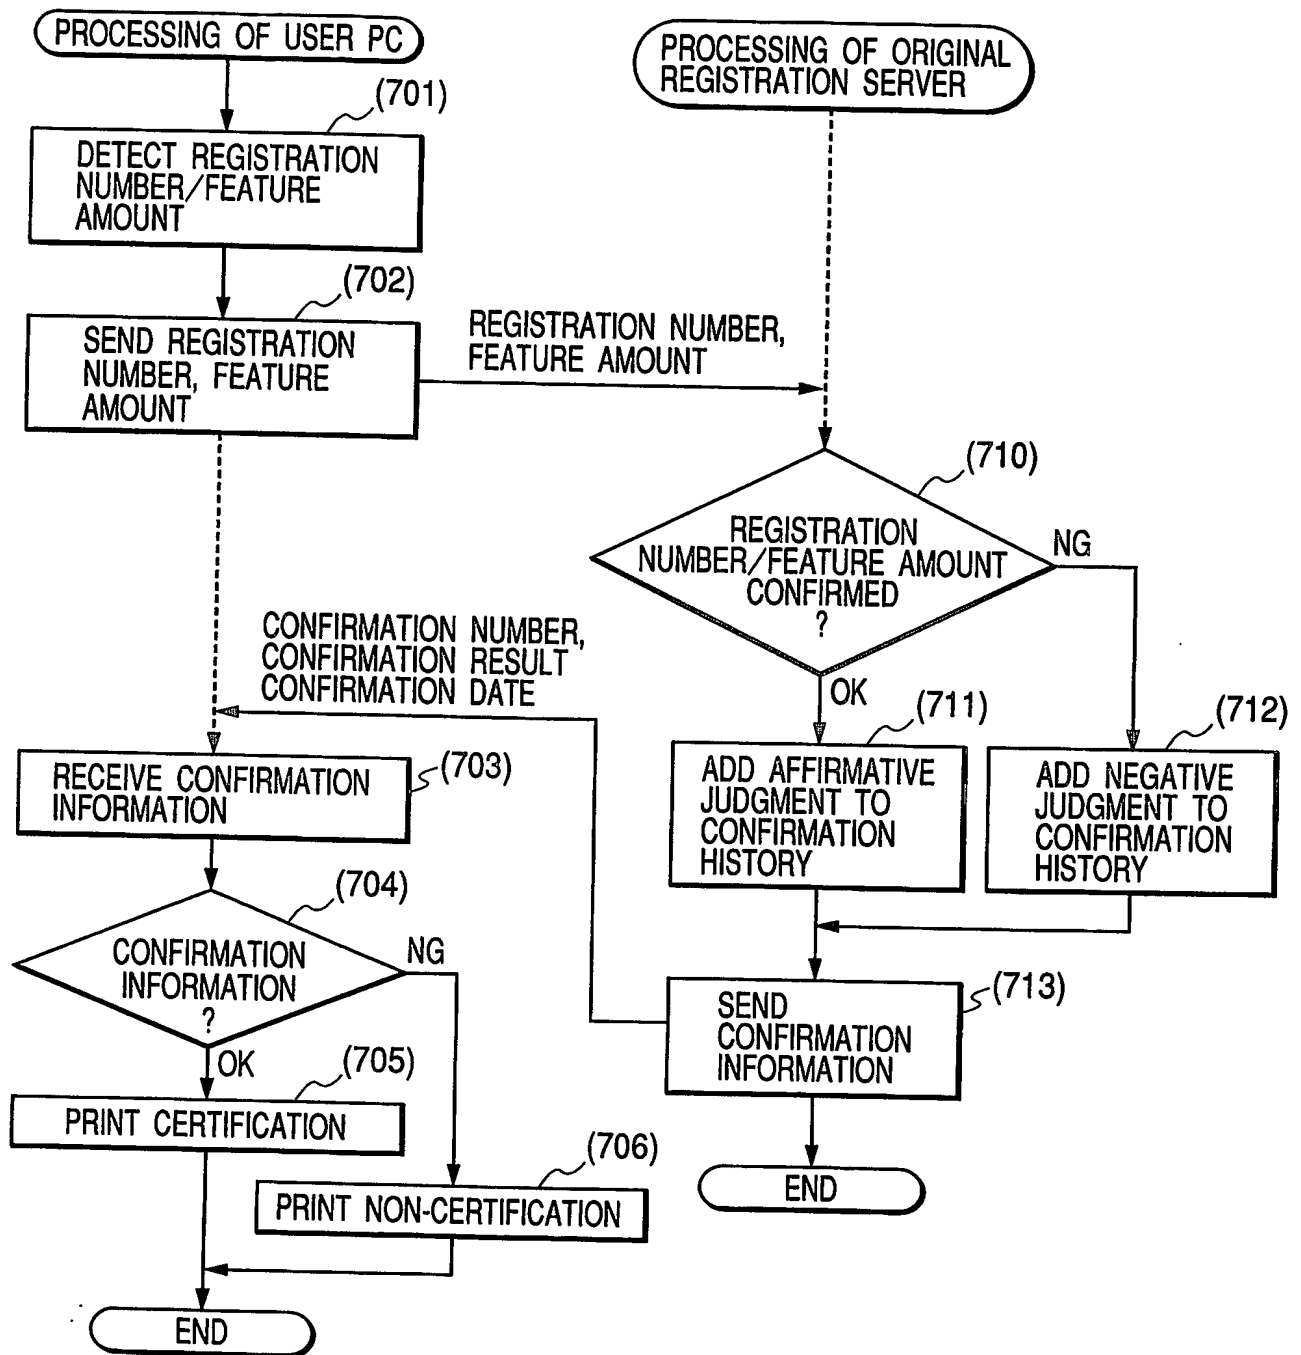 PROCESSING OF USER PC
(701)
DETECT REGISTRATION
NUMBER/FEATURE
AMOUNT
(702)
SEND REGISTRATION
NUMBER, FEATURE
AMOUNT
REGISTRATION NUMBER,
FEATURE AMOUNT
PROCESSING OF ORIGINAL
REGISTRATION SERVER
(710)
REGISTRATION
NUMBER/FEATURE AMOUNT
CONFIRMED
?
NG
OK
(711)
ADD AFFIRMATIVE
JUDGMENT TO
CONFIRMATION
HISTORY
(712)
ADD NEGATIVE
JUDGMENT TO
CONFIRMATION
HISTORY
(713)
SEND
CONFIRMATION
INFORMATION
END
CONFIRMATION NUMBER,
CONFIRMATION RESULT
CONFIRMATION DATE
(703)
RECEIVE CONFIRMATION
INFORMATION
(704)
CONFIRMATION
INFORMATION
?
NG
OK
(705)
PRINT CERTIFICATION
(706)
PRINT NON-CERTIFICATION
END